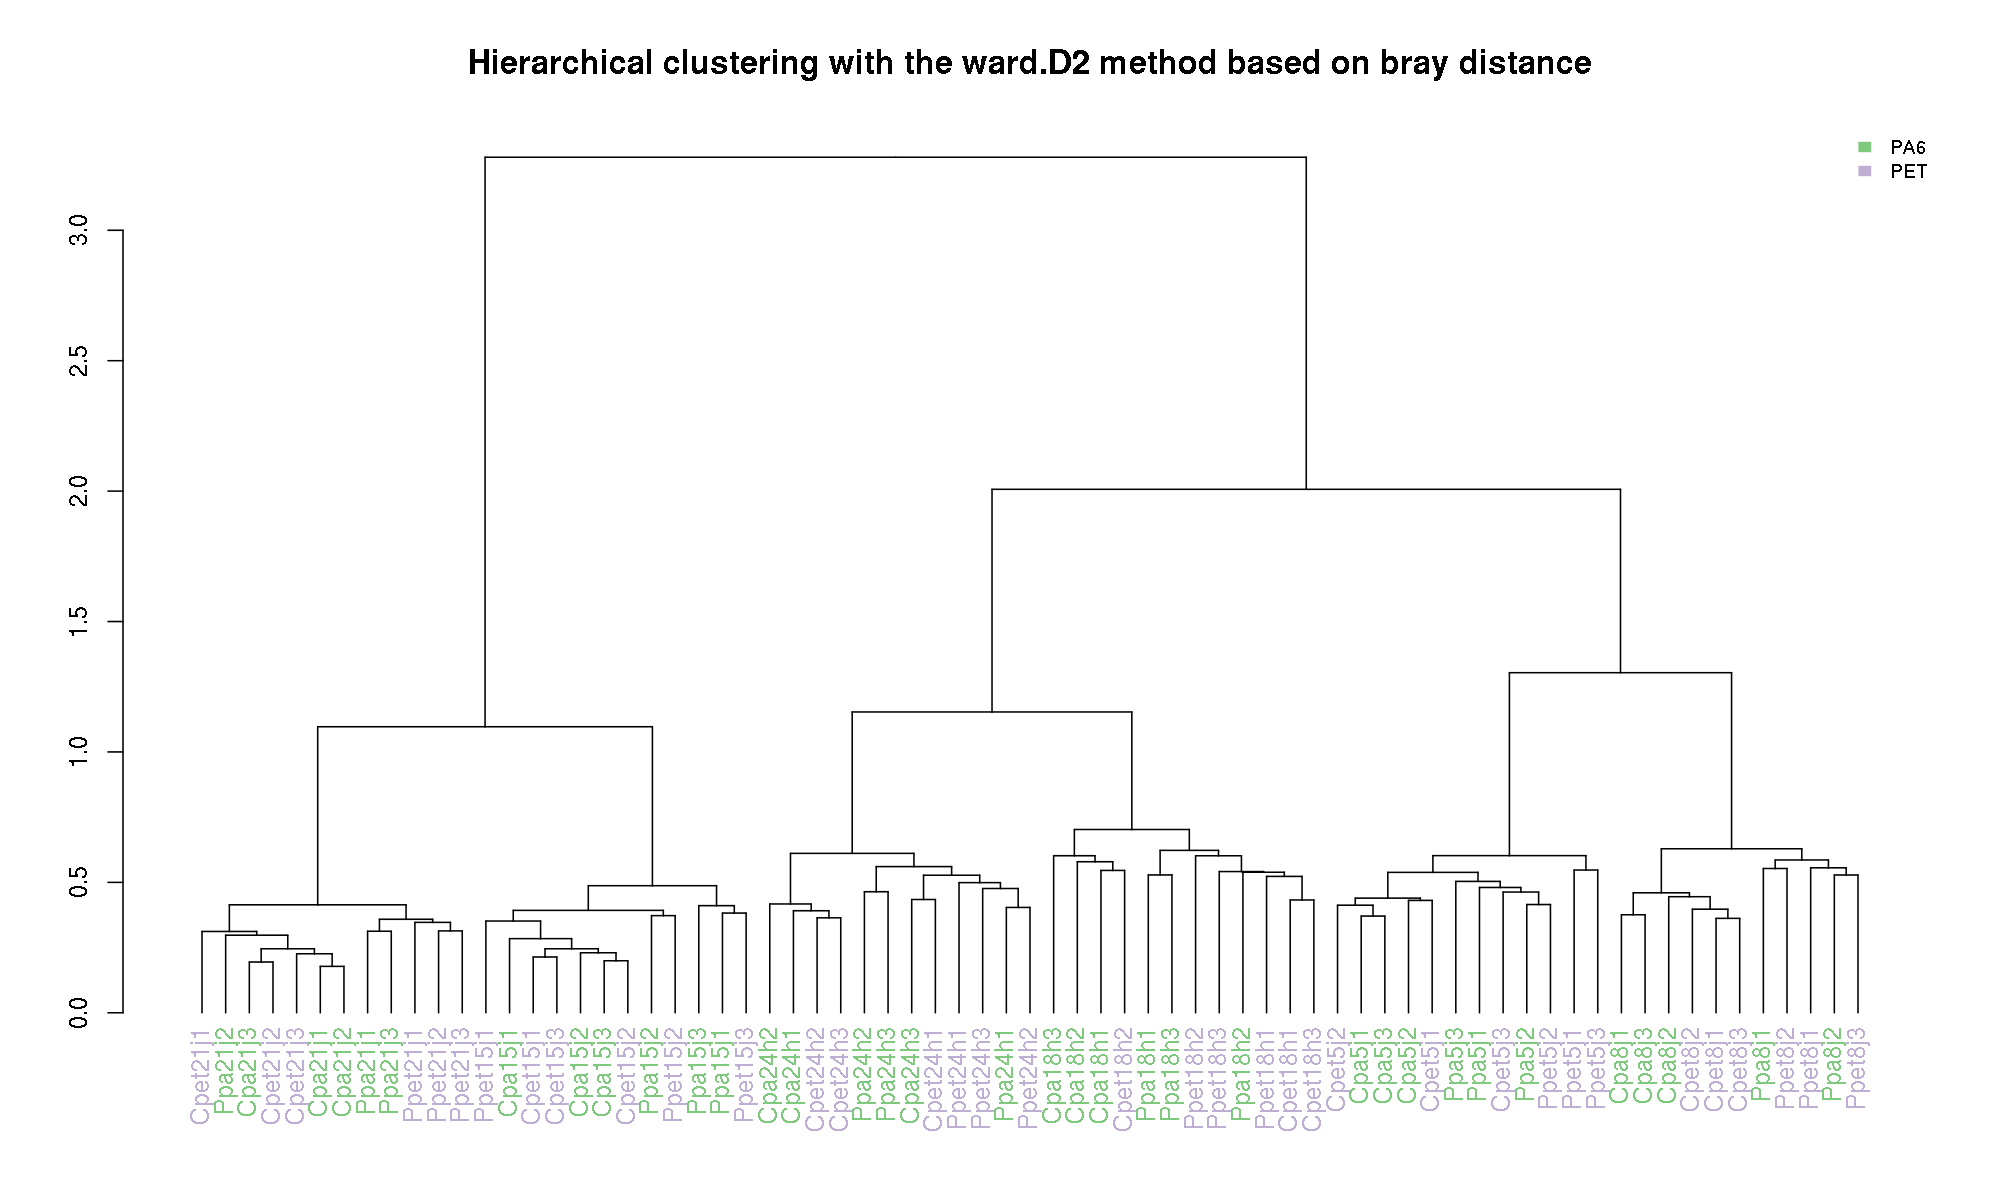 Hierarchical clustering with the ward.D2 method based on bray distance
PA6
PET
3.0
2.5
2.0
1.5
1.0
0.5
0.0
Cpet21j1
Ppa21j2
Cpa21j3
Cpet21j2
Cpet21j3
Cpa21j1
Cpa21j2
Ppa21j1
Ppa21j3
Ppet21j1
Ppet21j2
Ppet21j3
Ppet15j1
Cpa15j1
Cpet15j1
Cpet15j3
Cpa15j2
Cpa15j3
Cpet15j2
Ppa15j2
Ppet15j2
Ppa15j3
Ppa15j1
Ppet15j3
Cpa24h2
Cpa24h1
Cpet24h2
Cpet24h3
Ppa24h2
Ppa24h3
Cpa24h3
Cpet24h1
Ppet24h1
Ppet24h3
Ppa24h1
Ppet24h2
Cpa18h3
Cpa18h2
Cpa18h1
Cpet18h2
Ppa18h1
Ppa18h3
Ppet18h2
Ppet18h3
Ppa18h2
Ppet18h1
Cpet18h1
Cpet18h3
Cpet5j2
Cpa5j1
Cpa5j3
Cpa5j2
Cpet5j1
Ppa5j3
Ppa5j1
Cpet5j3
Ppa5j2
Ppet5j2
Ppet5j1
Ppet5j3
Cpa8j1
Cpa8j3
Cpa8j2
Cpet8j2
Cpet8j1
Cpet8j3
Ppa8j1
Ppet8j2
Ppet8j1
Ppa8j2
Ppet8j3